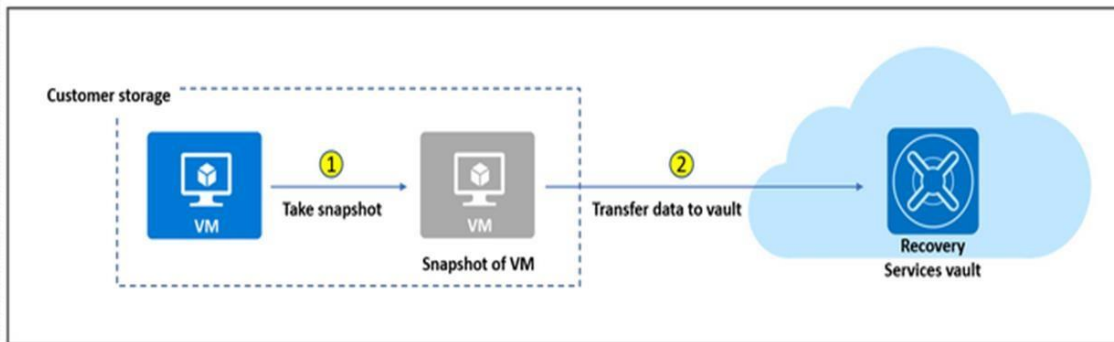 Customer storage
VM
1
Take snapshot
VM
Snapshot of VM
2
Transfer data to vault
Recovery
Services vault